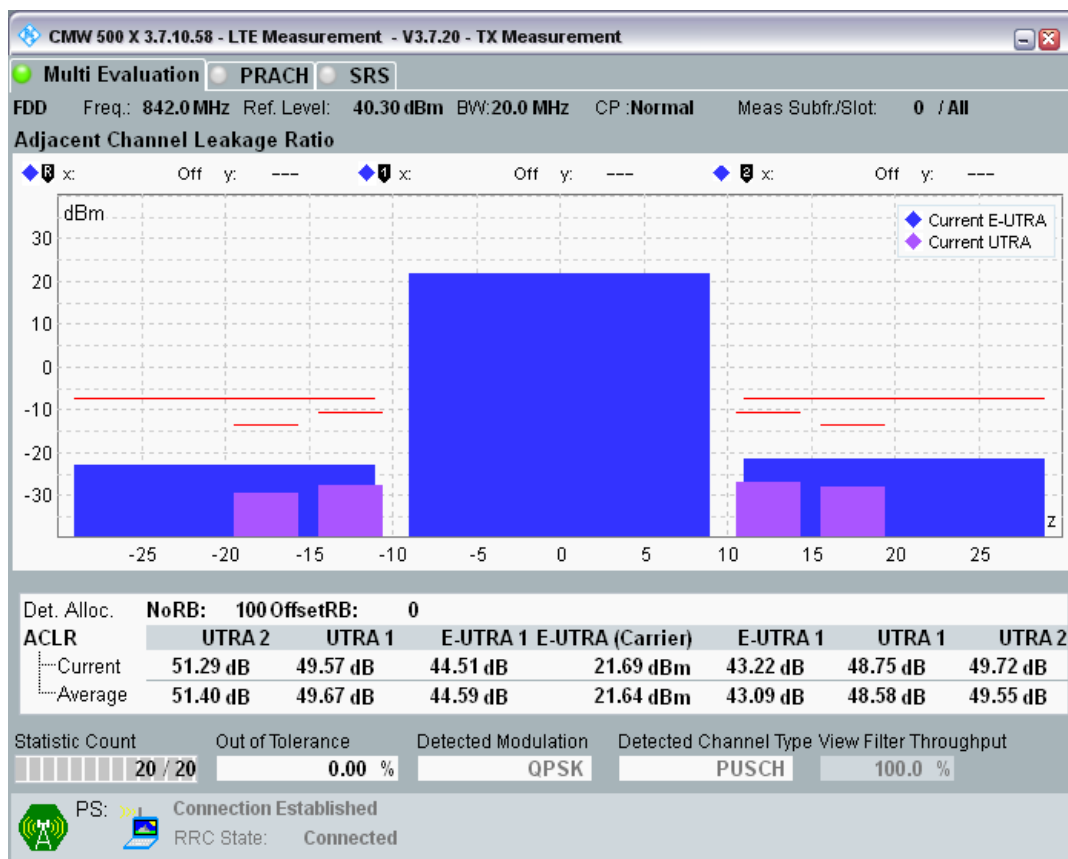 CMW 500 X 3.7.10.58 - LTE Measurement - V3.7.20 - TX Measurement
Multi Evaluation PRACH SRS
FDD Freq.: 842.0 MHz Ref. Level: 40.30 dBm BW:20.0 MHz CP :Normal Meas Subfr./Slot: 0 / All
Adjacent Channel Leakage Ratio
R x: Off y: --- 1 x: Off y: --- 2 x: Off y: ---
dBm
Current E-UTRA
Current UTRA
30
20
10
0
-10
-20
-30
z
-25 -20 -15 -10 -5 0 5 10 15 20 25
Det. Alloc. NoRB: 100 OffsetRB: 0
ACLR UTRA 2 UTRA 1 E-UTRA 1 E-UTRA (Carrier) E-UTRA 1 UTRA 1 UTRA 2
Current 51.29 dB 49.57 dB 44.51 dB 21.69 dBm 43.22 dB 48.75 dB 49.72 dB
Average 51.40 dB 49.67 dB 44.59 dB 21.64 dBm 43.09 dB 48.58 dB 49.55 dB
Statistic Count Out of Tolerance Detected Modulation Detected Channel Type View Filter Throughput
20 / 20 0.00 % QPSK PUSCH 100.0 %
PS: Connection Established
RRC State: Connected